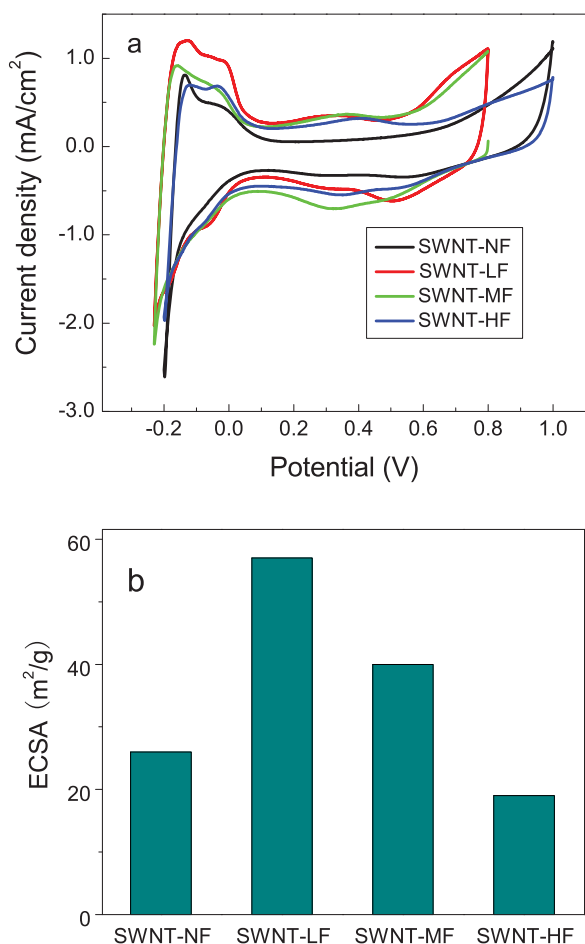 a
1.0
0.0
-1.0
-2.0
-3.0
Current density (mA/cm²)
SWNT-NF
SWNT-LF
SWNT-MF
SWNT-HF
-0.2 0.0 0.2 0.4 0.6 0.8 1.0
Potential (V)
b
60
40
20
0
ECSA (m²/g)
SWNT-NF SWNT-LF SWNT-MF SWNT-HF